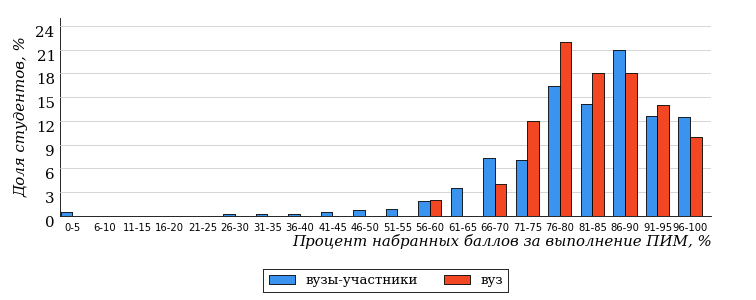 Доля студентов, %
24
21
18
15
12
9
6
3
0
0-5 6-10 11-15 16-20 21-25 26-30 31-35 36-40 41-45 46-50 51-55 56-60 61-65 66-70 71-75 76-80 81-85 86-90 91-95 96-100
Процент набранных баллов за выполнение ПИМ, %
вузы-участники вуз